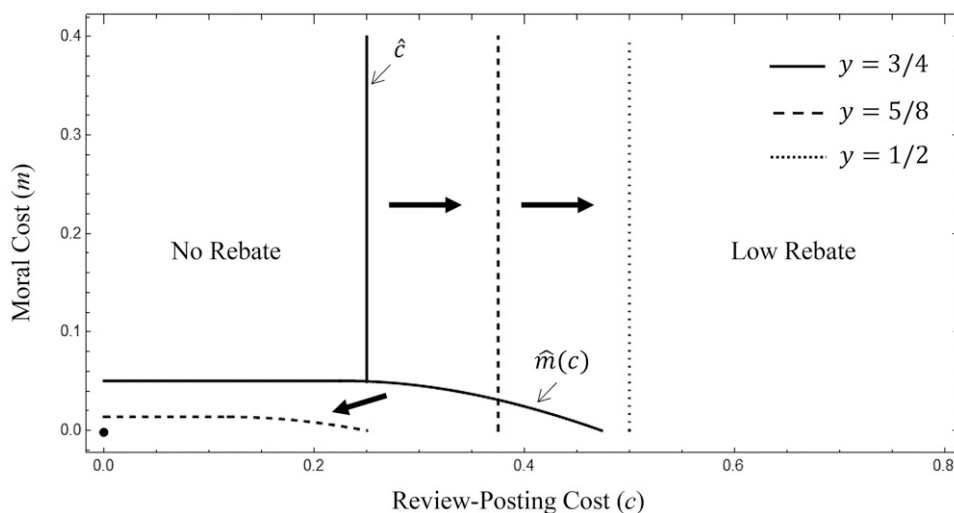 0.4
0.3
0.2
0.1
0.0
Moral Cost (m)
ĉ
y = 3/4
y = 5/8
y = 1/2
No Rebate
Low Rebate
m̂(c)
0.0
0.2
0.4
0.6
0.8
Review-Posting Cost (c)